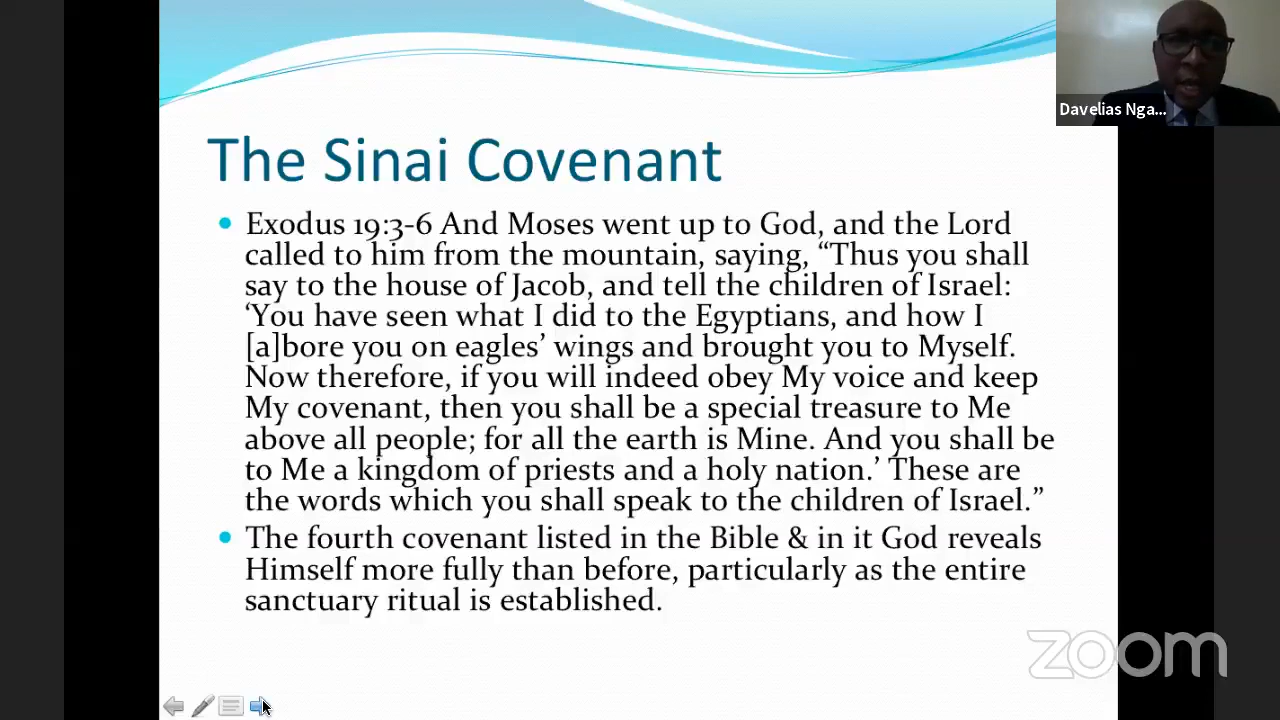 Davelias Nga...
The Sinai Covenant
Exodus 19:3-6 And Moses went up to God, and the Lord
called to him from the mountain, saying, “Thus you shall
say to the house of Jacob, and tell the children of Israel:
‘You have seen what I did to the Egyptians, and how I
[a]bore you on eagles’ wings and brought you to Myself.
Now therefore, if you will indeed obey My voice and keep
My covenant, then you shall be a special treasure to Me
above all people; for all the earth is Mine. And you shall be
to Me a kingdom of priests and a holy nation.’ These are
the words which you shall speak to the children of Israel.”
The fourth covenant listed in the Bible & in it God reveals
Himself more fully than before, particularly as the entire
sanctuary ritual is established.
zoom